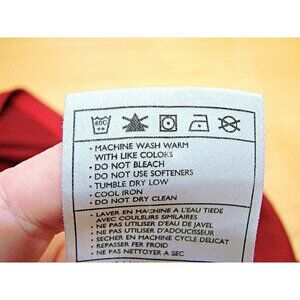 60C
• MACHINE WASH WARM
WITH LIKE COLORS
• DO NOT BLEACH
• DO NOT USE SOFTENERS
• TUMBLE DRY LOW
• COOL IRON
• DO NOT DRY CLEAN
• LAVER EN MACHINE A L'EAU TIEDE
AVEC COULEURS SIMILAIRES
• NE PAS UTILISER D'EAU DE JAVEL
• NE PAS UTILISER D'ADOUCISSEUR
• SECHER EN MACHINE CYCLE DELICAT
• REPASSER FER FROID
• NE PAS NETTOYER A SEC